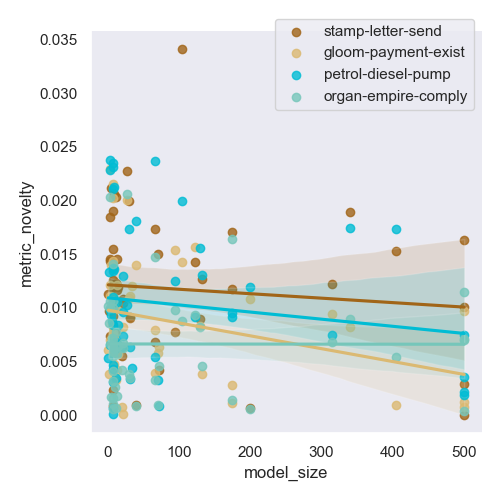 stamp-letter-send
gloom-payment-exist
petrol-diesel-pump
organ-empire-comply
0.035
0.030
0.025
0.020
0.015
0.010
0.005
0.000
metric_novelty
0 100 200 300 400 500
model_size